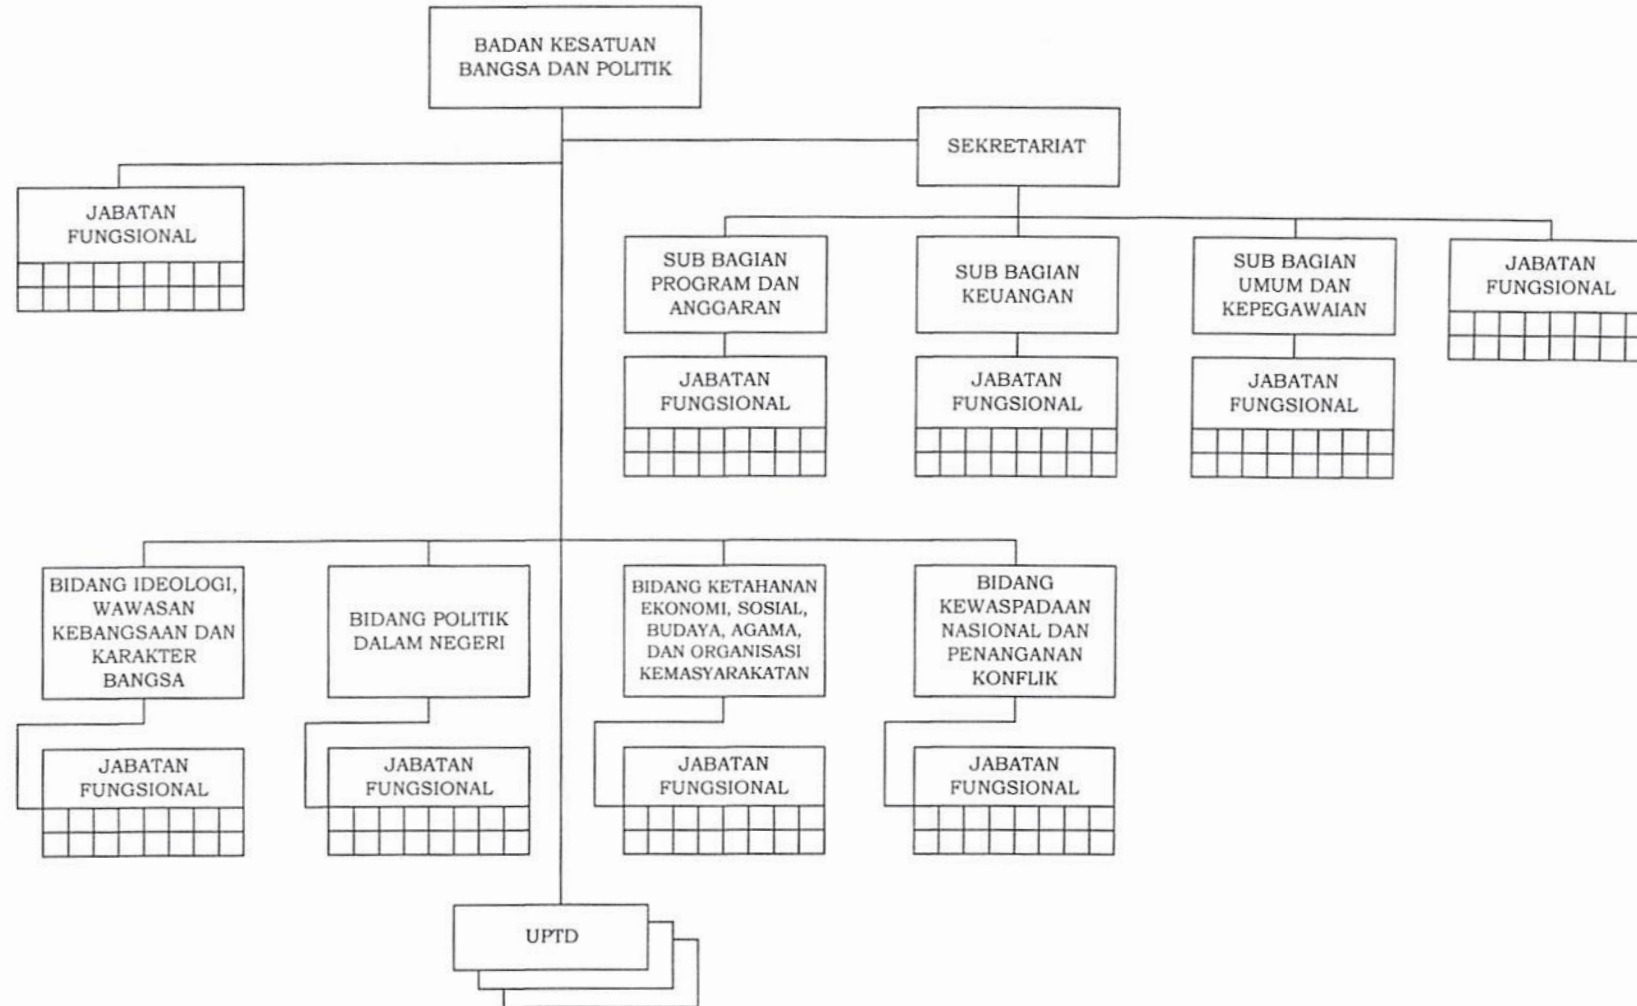 BADAN KESATUAN
BANGSA DAN POLITIK
SEKRETARIAT
JABATAN
FUNGSIONAL
SUB BAGIAN
PROGRAM DAN
ANGGARAN
SUB BAGIAN
KEUANGAN
SUB BAGIAN
UMUM DAN
KEPEGAWAIAN
JABATAN
FUNGSIONAL
JABATAN
FUNGSIONAL
JABATAN
FUNGSIONAL
JABATAN
FUNGSIONAL
BIDANG IDEOLOGI,
WAWASAN
KEBANGSAAN DAN
KARAKTER
BANGSA
BIDANG POLITIK
DALAM NEGERI
BIDANG KETAHANAN
EKONOMI, SOSIAL,
BUDAYA, AGAMA,
DAN ORGANISASI
KEMASYARAKATAN
BIDANG
KEWASPADAAN
NASIONAL DAN
PENANGANAN
KONFLIK
JABATAN
FUNGSIONAL
JABATAN
FUNGSIONAL
JABATAN
FUNGSIONAL
JABATAN
FUNGSIONAL
UPTD